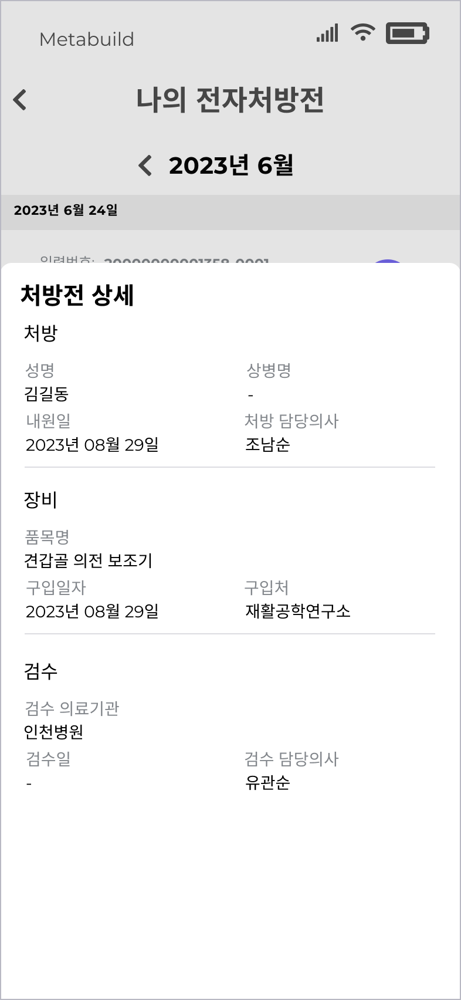 Metabuild
나의 전자처방전
2023년 6월
2023년 6월 24일
처방전 상세
처방
성명 상병명
김길동 -
내원일 처방 담당의사
2023년 08월 29일 조남순
장비
품목명
견갑골 의전 보조기
구입일자 구입처
2023년 08월 29일 재활공학연구소
검수
검수 의료기관
인천병원
검수일 검수 담당의사
- 유관순